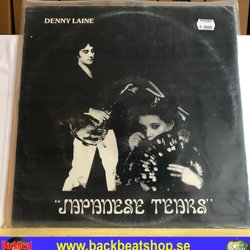 DENNY LAINE
"JAPANESE TEARS"
www.backbeatshop.se